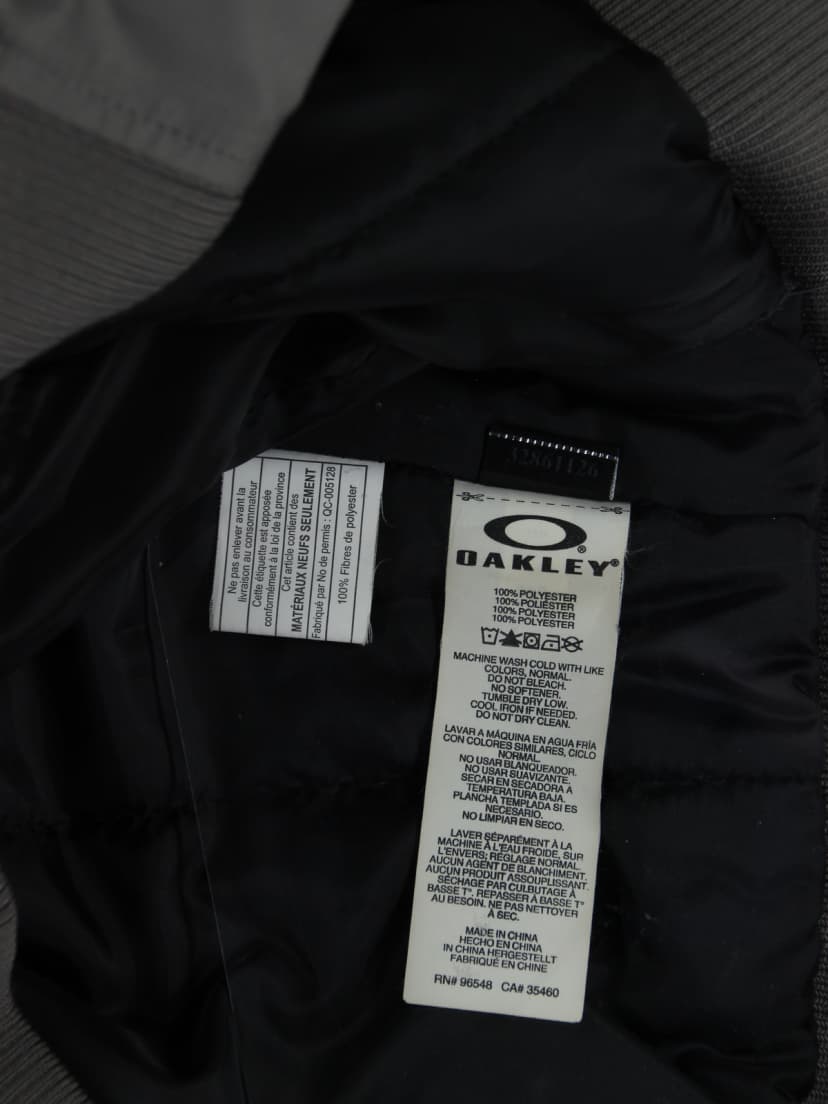 Ne pas enlever avant la
livraison au consommateur
Cette étiquette est apposée
conformément à la loi de la province
Cet article contient des
MATÉRIAUX NEUFS SEULEMENT
Fabriqué par No de permis : QC-005128
100% Fibres de polyester
32861126
OAKLEY®
100% POLYESTER
100% POLIÉSTER
100% POLYESTER
100% POLYESTER
MACHINE WASH COLD WITH LIKE
COLORS, NORMAL.
DO NOT BLEACH.
NO SOFTENER.
TUMBLE DRY LOW.
COOL IRON IF NEEDED.
DO NOT DRY CLEAN.
LAVAR A MÁQUINA EN AGUA FRÍA
CON COLORES SIMILARES, CICLO
NORMAL.
NO USAR BLANQUEADOR.
NO USAR SUAVIZANTE.
SECAR EN SECADORA A
TEMPERATURA BAJA.
PLANCHA TEMPLADA SI ES
NECESARIO.
NO LIMPIAR EN SECO.
LAVER SÉPARÉMENT À LA
MACHINE À L'EAU FROIDE, SUR
L'ENVERS; RÉGLAGE NORMAL.
AUCUN AGENT DE BLANCHIMENT.
AUCUN PRODUIT ASSOUPLISSANT.
SÉCHAGE PAR CULBUTAGE À
BASSE T°. REPASSER À BASSE T°
AU BESOIN. NE PAS NETTOYER
À SEC.
MADE IN CHINA
HECHO EN CHINA
IN CHINA HERGESTELLT
FABRIQUÉ EN CHINE
RN# 96548 CA# 35460